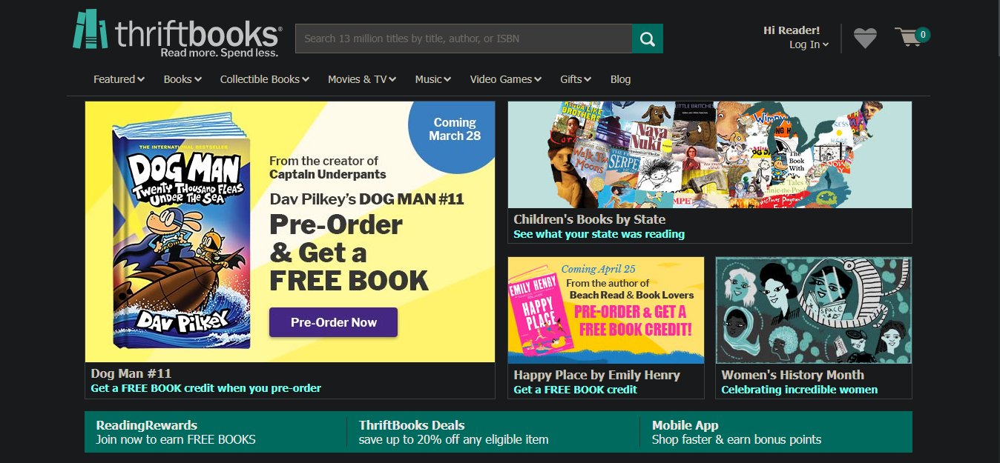 thriftbooks®
Read more. Spend less.
Search 13 million titles by title, author, or ISBN
Hi Reader!
Log In
0
Featured
Books
Collectible Books
Movies & TV
Music
Video Games
Gifts
Blog
Coming
March 28
THE INTERNATIONAL BESTSELLER
DOG MAN
TWENTY THOUSAND FLEAS
UNDER THE SEA
DAV PILKEY
From the creator of
Captain Underpants
Dav Pilkey's DOG MAN #11
Pre-Order
& Get a
FREE BOOK
Pre-Order Now
Dog Man #11
Get a FREE BOOK credit when you pre-order
BROTHERS
LITTLE BRITCHES
Naya
Nuki
Walk Two
Moons
The Book
With
Children's Books by State
See what your state was reading
EMILY HENRY
HAPPY
PLACE
Coming April 25
From the author of
Beach Read & Book Lovers
PRE-ORDER & GET A
FREE BOOK CREDIT!
Happy Place by Emily Henry
Get a FREE BOOK credit
SPACE
Women's History Month
Celebrating incredible women
ReadingRewards
Join now to earn FREE BOOKS
ThriftBooks Deals
save up to 20% off any eligible item
Mobile App
Shop faster & earn bonus points